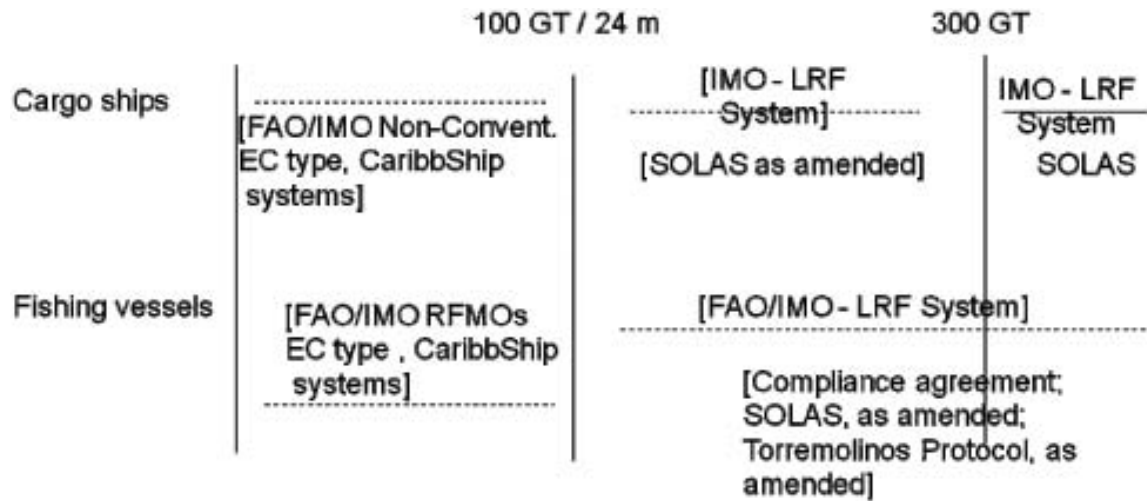 100 GT / 24 m
300 GT
Cargo ships
[FAO/IMO Non-Convent.
EC type, CaribbShip
systems]
[IMO - LRF
System]
[SOLAS as amended]
IMO - LRF
System
SOLAS
Fishing vessels
[FAO/IMO RFMOs
EC type , CaribbShip
systems]
[FAO/IMO - LRF System]
[Compliance agreement;
SOLAS, as amended;
Torremolinos Protocol, as
amended]